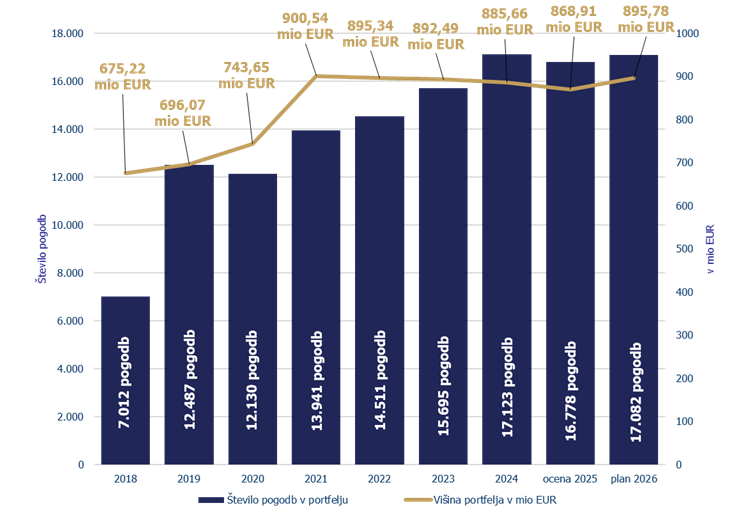 900,54
mio EUR
895,34
mio EUR
892,49
mio EUR
885,66
mio EUR
868,91
mio EUR
895,78
mio EUR
675,22
mio EUR
696,07
mio EUR
743,65
mio EUR
18.000
16.000
14.000
12.000
10.000
8.000
6.000
4.000
2.000
0
Število pogodb
1000
900
800
700
600
500
400
300
200
100
0
v mio EUR
7.012 pogodb
12.487 pogodb
12.130 pogodb
13.941 pogodb
14.511 pogodb
15.695 pogodb
17.123 pogodb
16.778 pogodb
17.082 pogodb
2018
2019
2020
2021
2022
2023
2024
ocena 2025
plan 2026
Število pogodb v portfelju
Višina portfelja v mio EUR